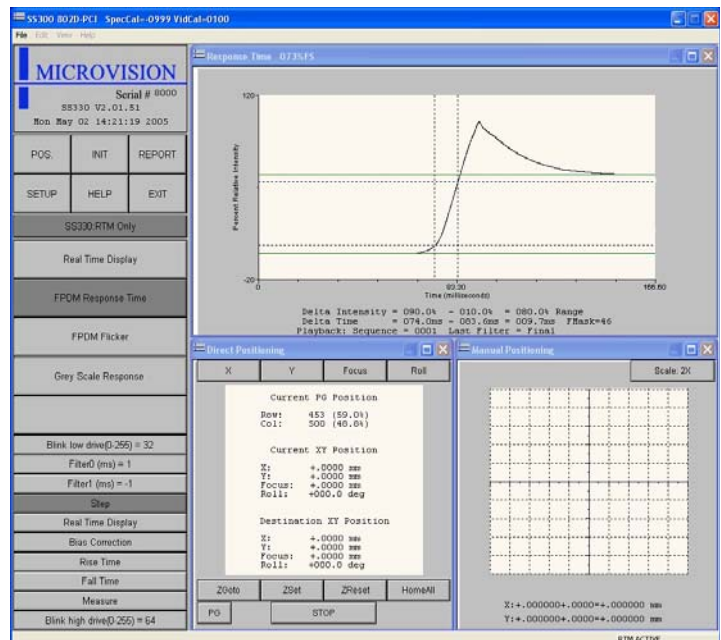 SS300 802D-PCI SpecCal=-0999 VidCal=0100
File Edit View Help
MICROVISION
Serial # 8000
SS330 V2.01.51
Mon May 02 14:21:19 2005
POS. INIT REPORT
SETUP HELP EXIT
SS330:RTM Only
Real Time Display
FPDM Response Time
FPDM Flicker
Grey Scale Response
Blink low drive(0-255) = 32
Filter0 (ms) = 1
Filter1 (ms) = -1
Step
Real Time Display
Bias Correction
Rise Time
Fall Time
Measure
Blink high drive(0-255) = 64
Response Time 073%FS
120
Percent Relative Intensity
-20
0 83.30 166.60
Time (milliseconds)
Delta Intensity = 090.0% - 010.0% = 080.0% Range
Delta Time = 074.0ms - 083.6ms = 009.7ms FMask=46
Playback: Sequence = 0001 Last Filter = Final
Direct Positioning
X Y Focus Roll
Current PG Position
Row: 453 (59.0%)
Col: 500 (48.8%)
Current XY Position
X: +.0000 mm
Y: +.0000 mm
Focus: +.0000 mm
Roll: +000.0 deg
Destination XY Position
X: +.0000 mm
Y: +.0000 mm
Focus: +.0000 mm
Roll: +000.0 deg
ZGoto ZSet ZReset HomeAll
PG STOP
Manual Positioning
Scale: 2X
X:+.000000+.0000=+.000000 mm
Y:+.000000+.0000=+.000000 mm
RTM ACTIVE